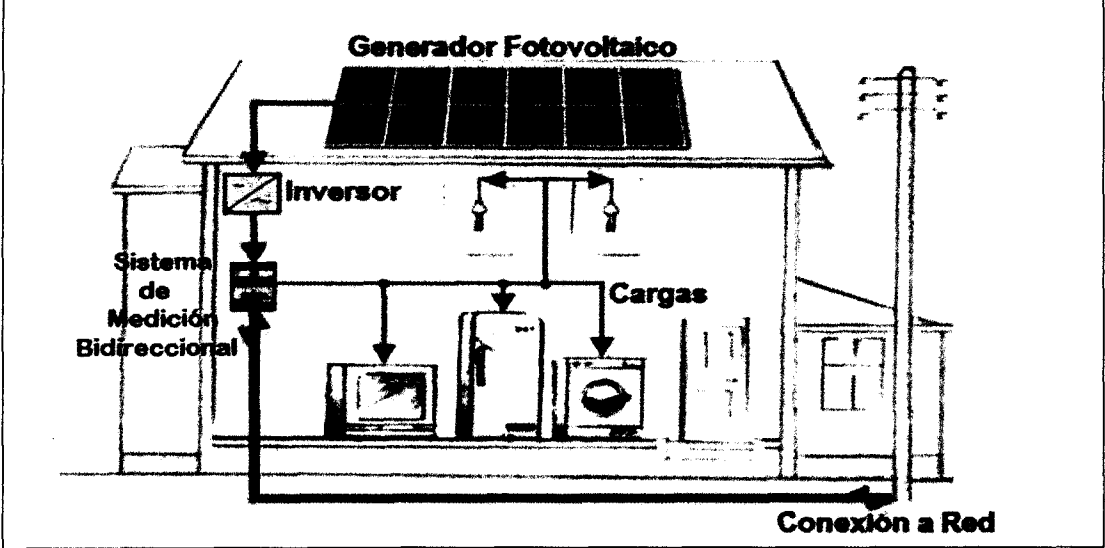 Generador Fotovoltaico
Inversor
Sistema
de
Medición
Bidireccional
Cargas
Conexión a Red